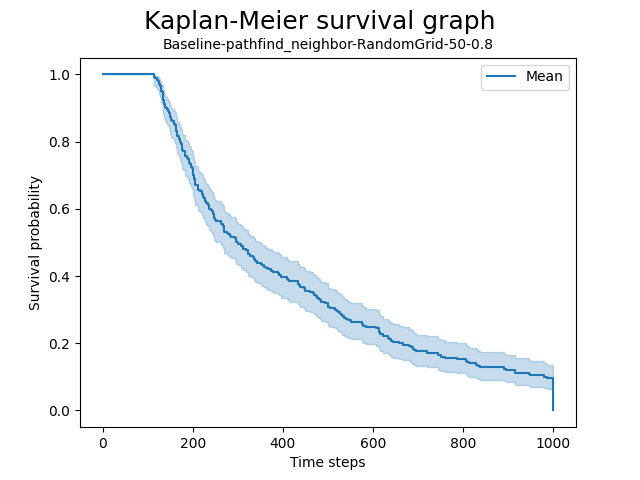 Kaplan-Meier survival graph
Baseline-pathfind_neighbor-RandomGrid-50-0.8
Mean
Survival probability
1.0
0.8
0.6
0.4
0.2
0.0
0 200 400 600 800 1000
Time steps